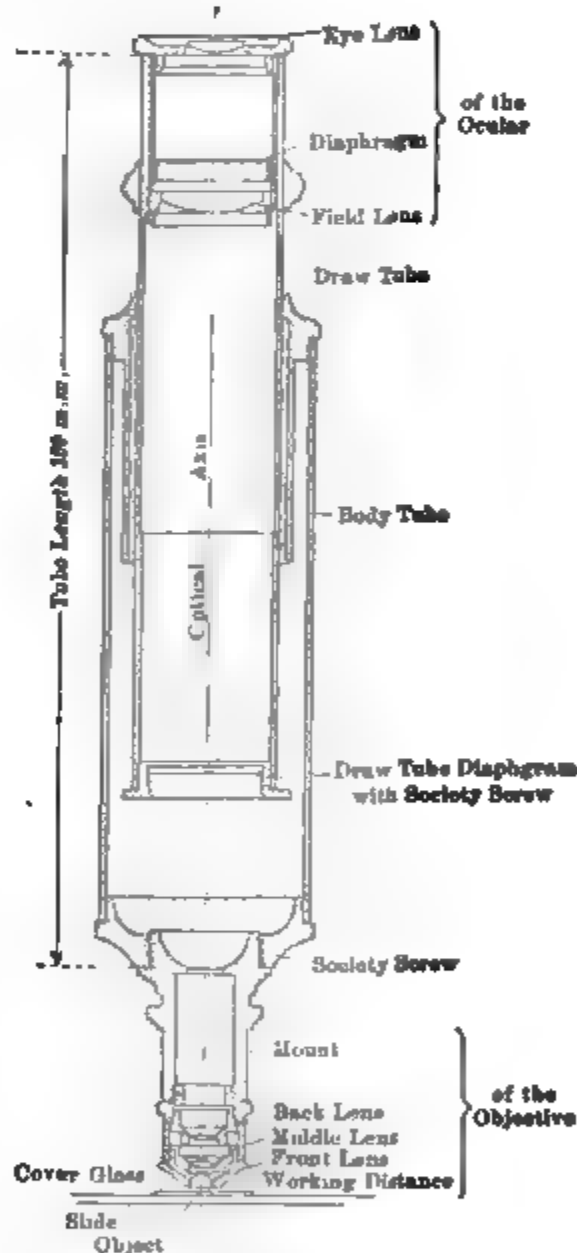 Eye Lens
of the
Ocular
Diaphragm
Field Lens
Draw Tube
Tube Length 160 m.m.
Axis
Body Tube
Optical
Draw Tube Diaphgram
with Society Screw
Society Screw
Mount
of the
Objective
Back Lens
Middle Lens
Front Lens
Cover Glass
Working Distance
Slide
Object